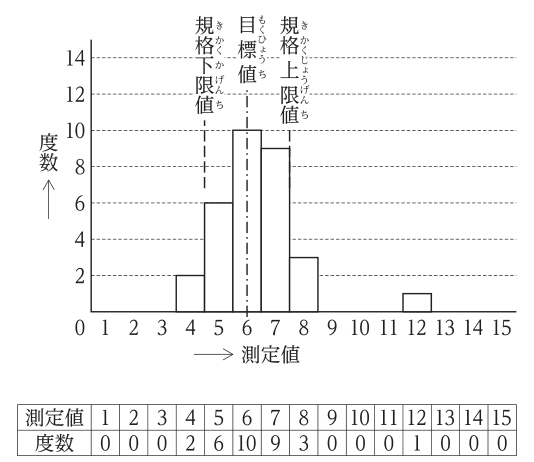 規格下限値
きかくかげんち
目標値
もくひょうち
規格上限値
きかくじょうげんち
14
12
10
8
6
4
2
度数
0 1 2 3 4 5 6 7 8 9 10 11 12 13 14 15
測定値
測定値 1 2 3 4 5 6 7 8 9 10 11 12 13 14 15
度数 0 0 0 2 6 10 9 3 0 0 0 1 0 0 0